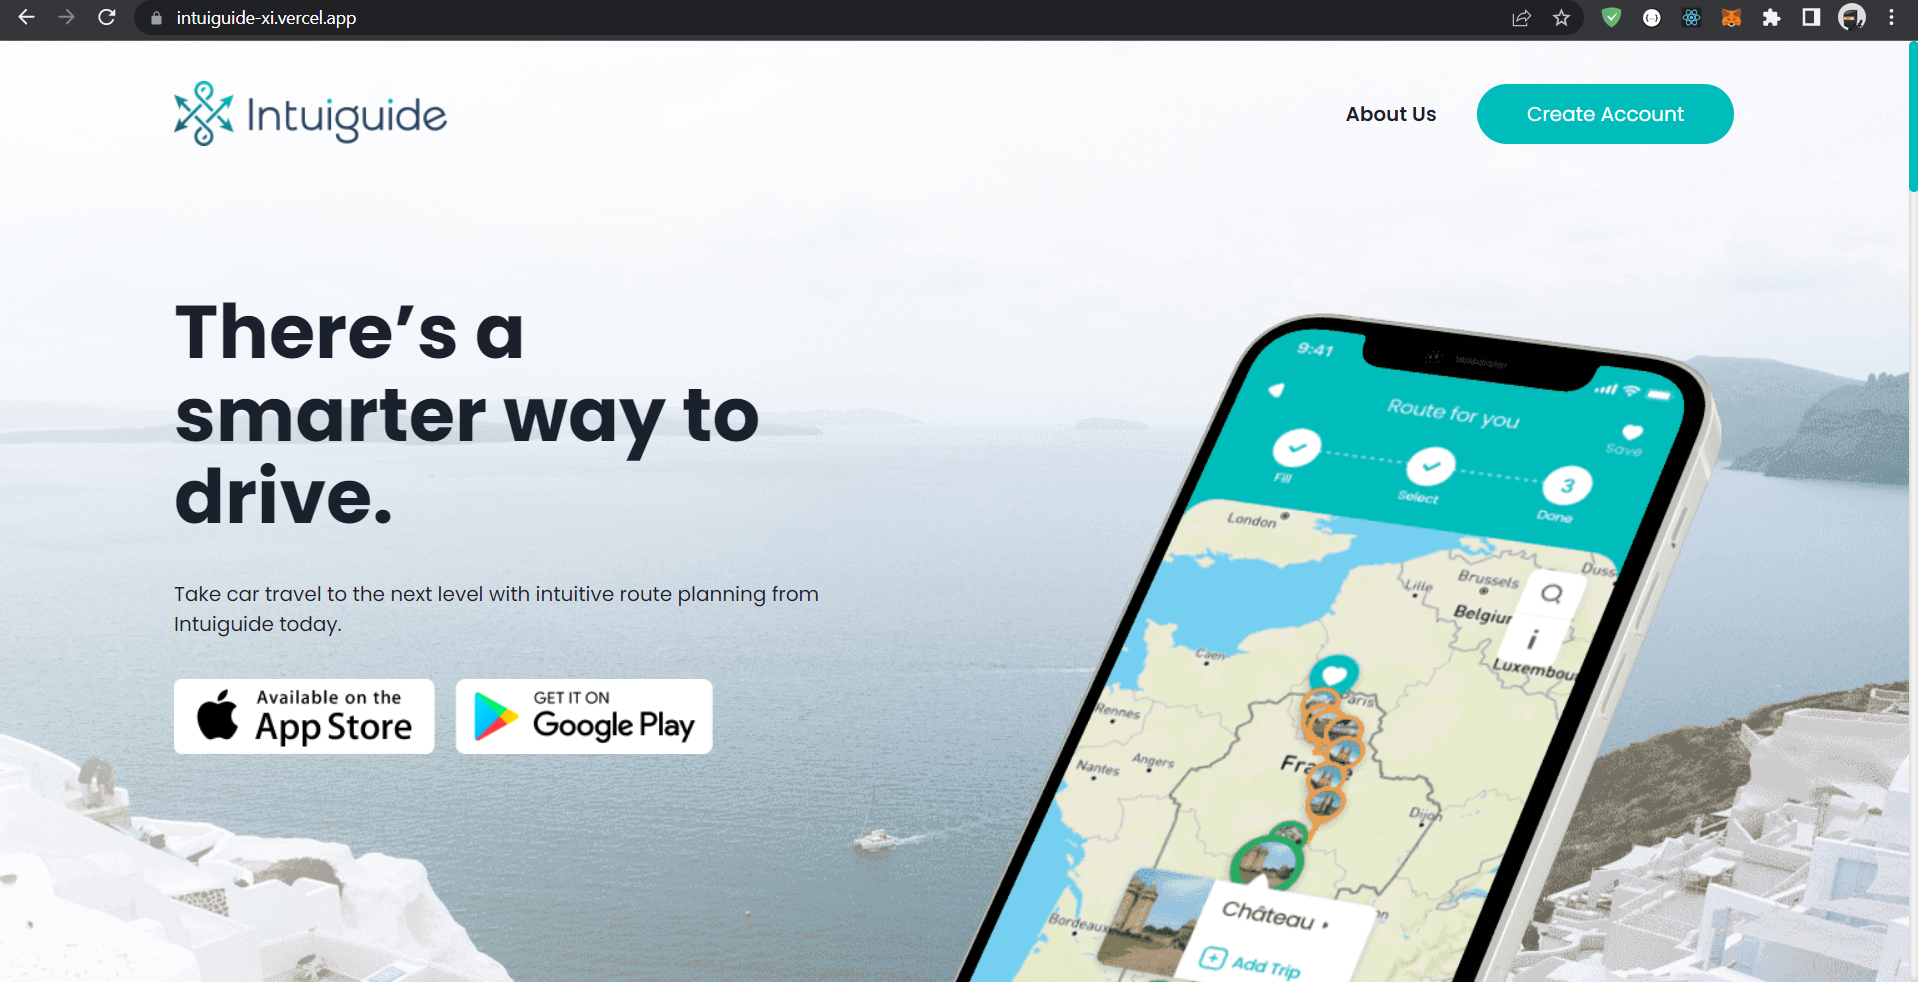 intuiguide-xi.vercel.app
Intuiguide
About Us
Create Account
There's a
smarter way to
drive.
Take car travel to the next level with intuitive route planning from
Intuiguide today.
Available on the
App Store
GET IT ON
Google Play
9:41
Route for you
Save
Fill
Select
3
Done
London
Lille
Brussels
Belgiu
Luxembou
Caen
Paris
Rennes
Nantes
Angers
Dijon
Bordeaux
Château
Add Trip